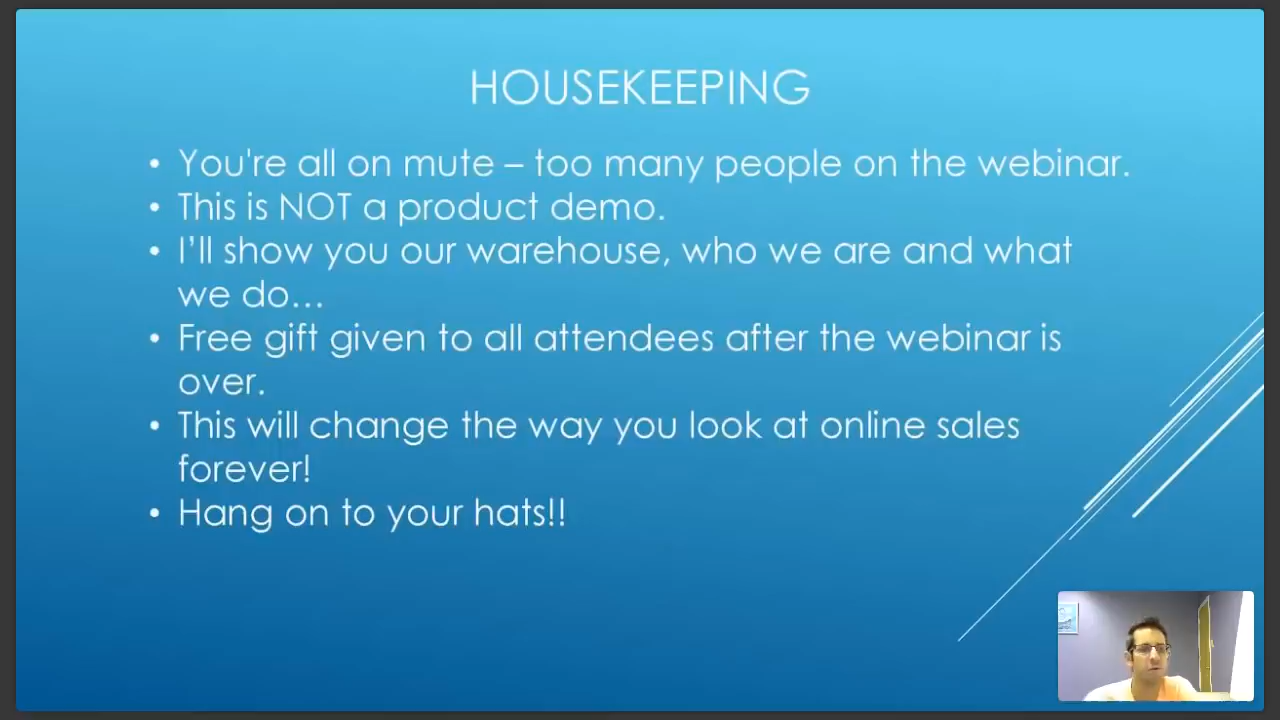 HOUSEKEEPING
• You're all on mute – too many people on the webinar.
• This is NOT a product demo.
• I’ll show you our warehouse, who we are and what
we do…
• Free gift given to all attendees after the webinar is
over.
• This will change the way you look at online sales
forever!
• Hang on to your hats!!